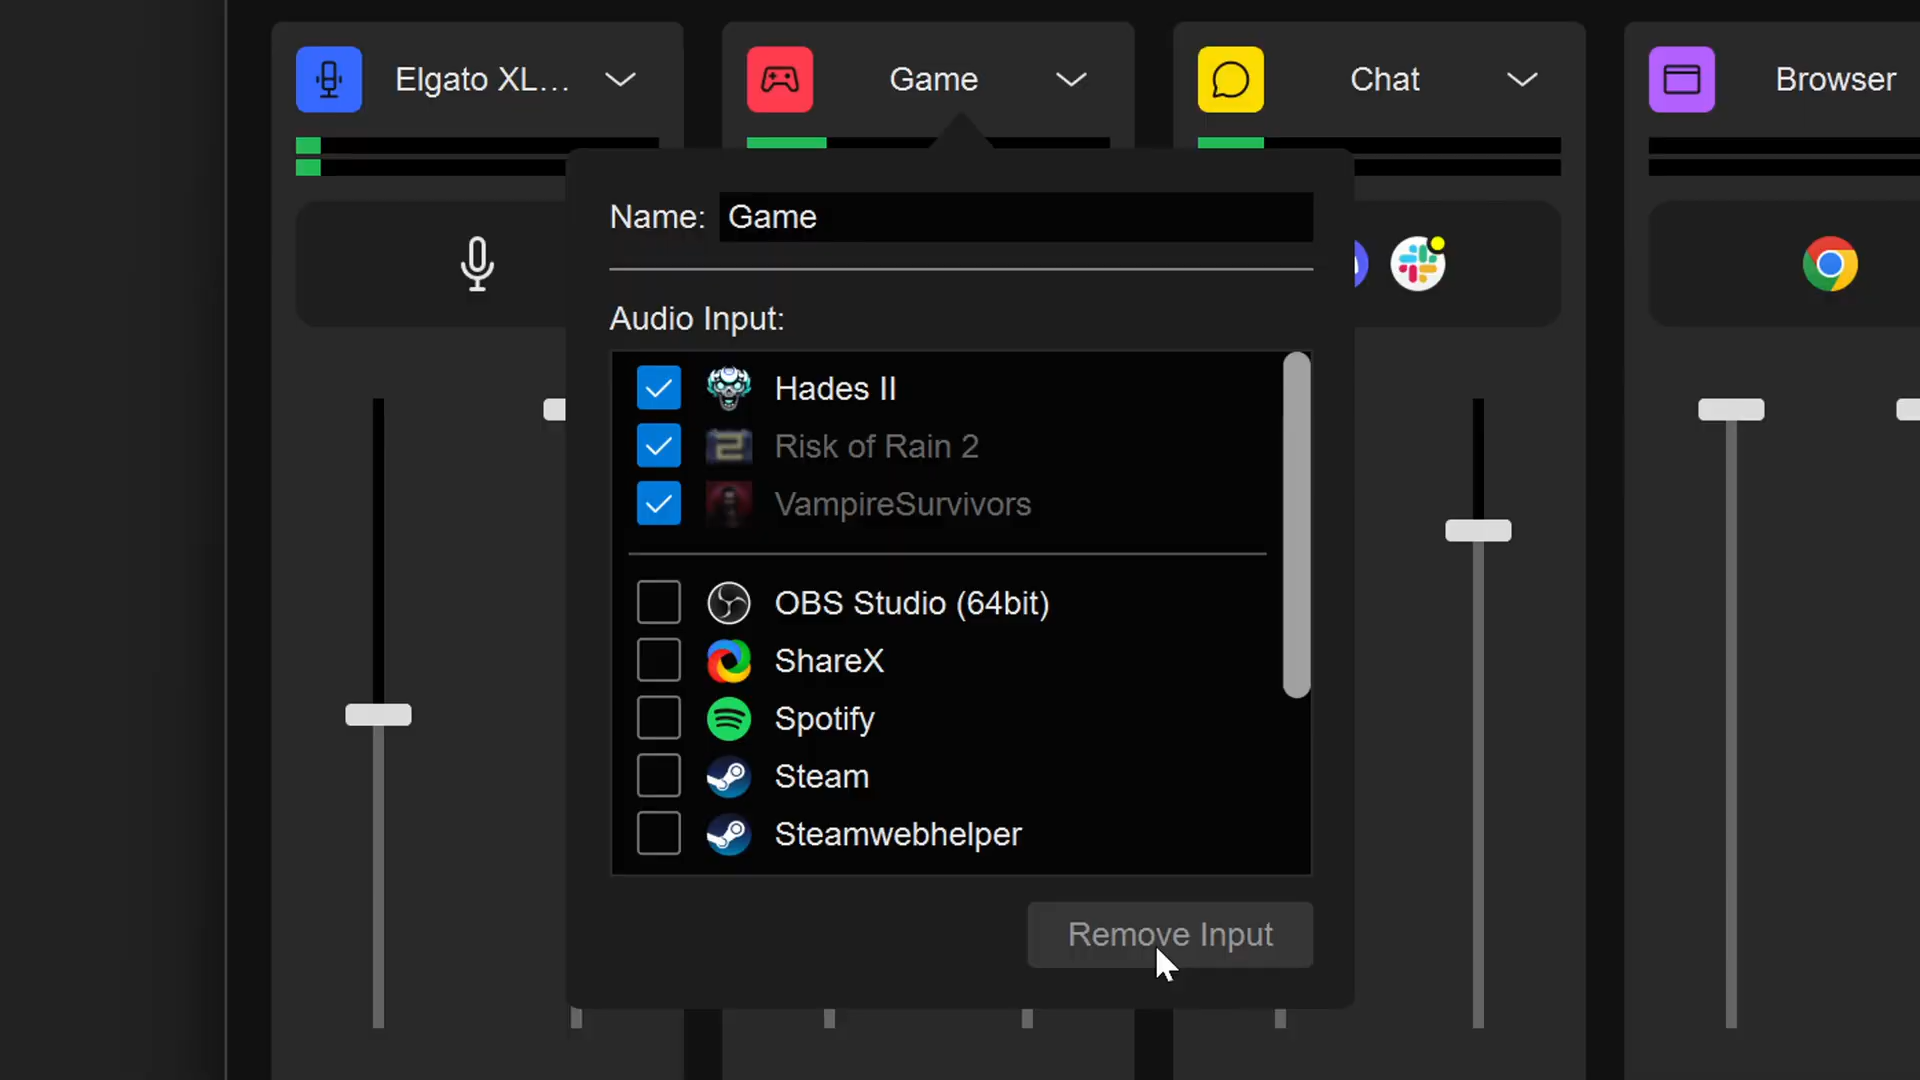 Elgato XL...
Game
Chat
Browser
Name: Game
Audio Input:
Hades II
Risk of Rain 2
VampireSurvivors
OBS Studio (64bit)
ShareX
Spotify
Steam
Steamwebhelper
Remove Input